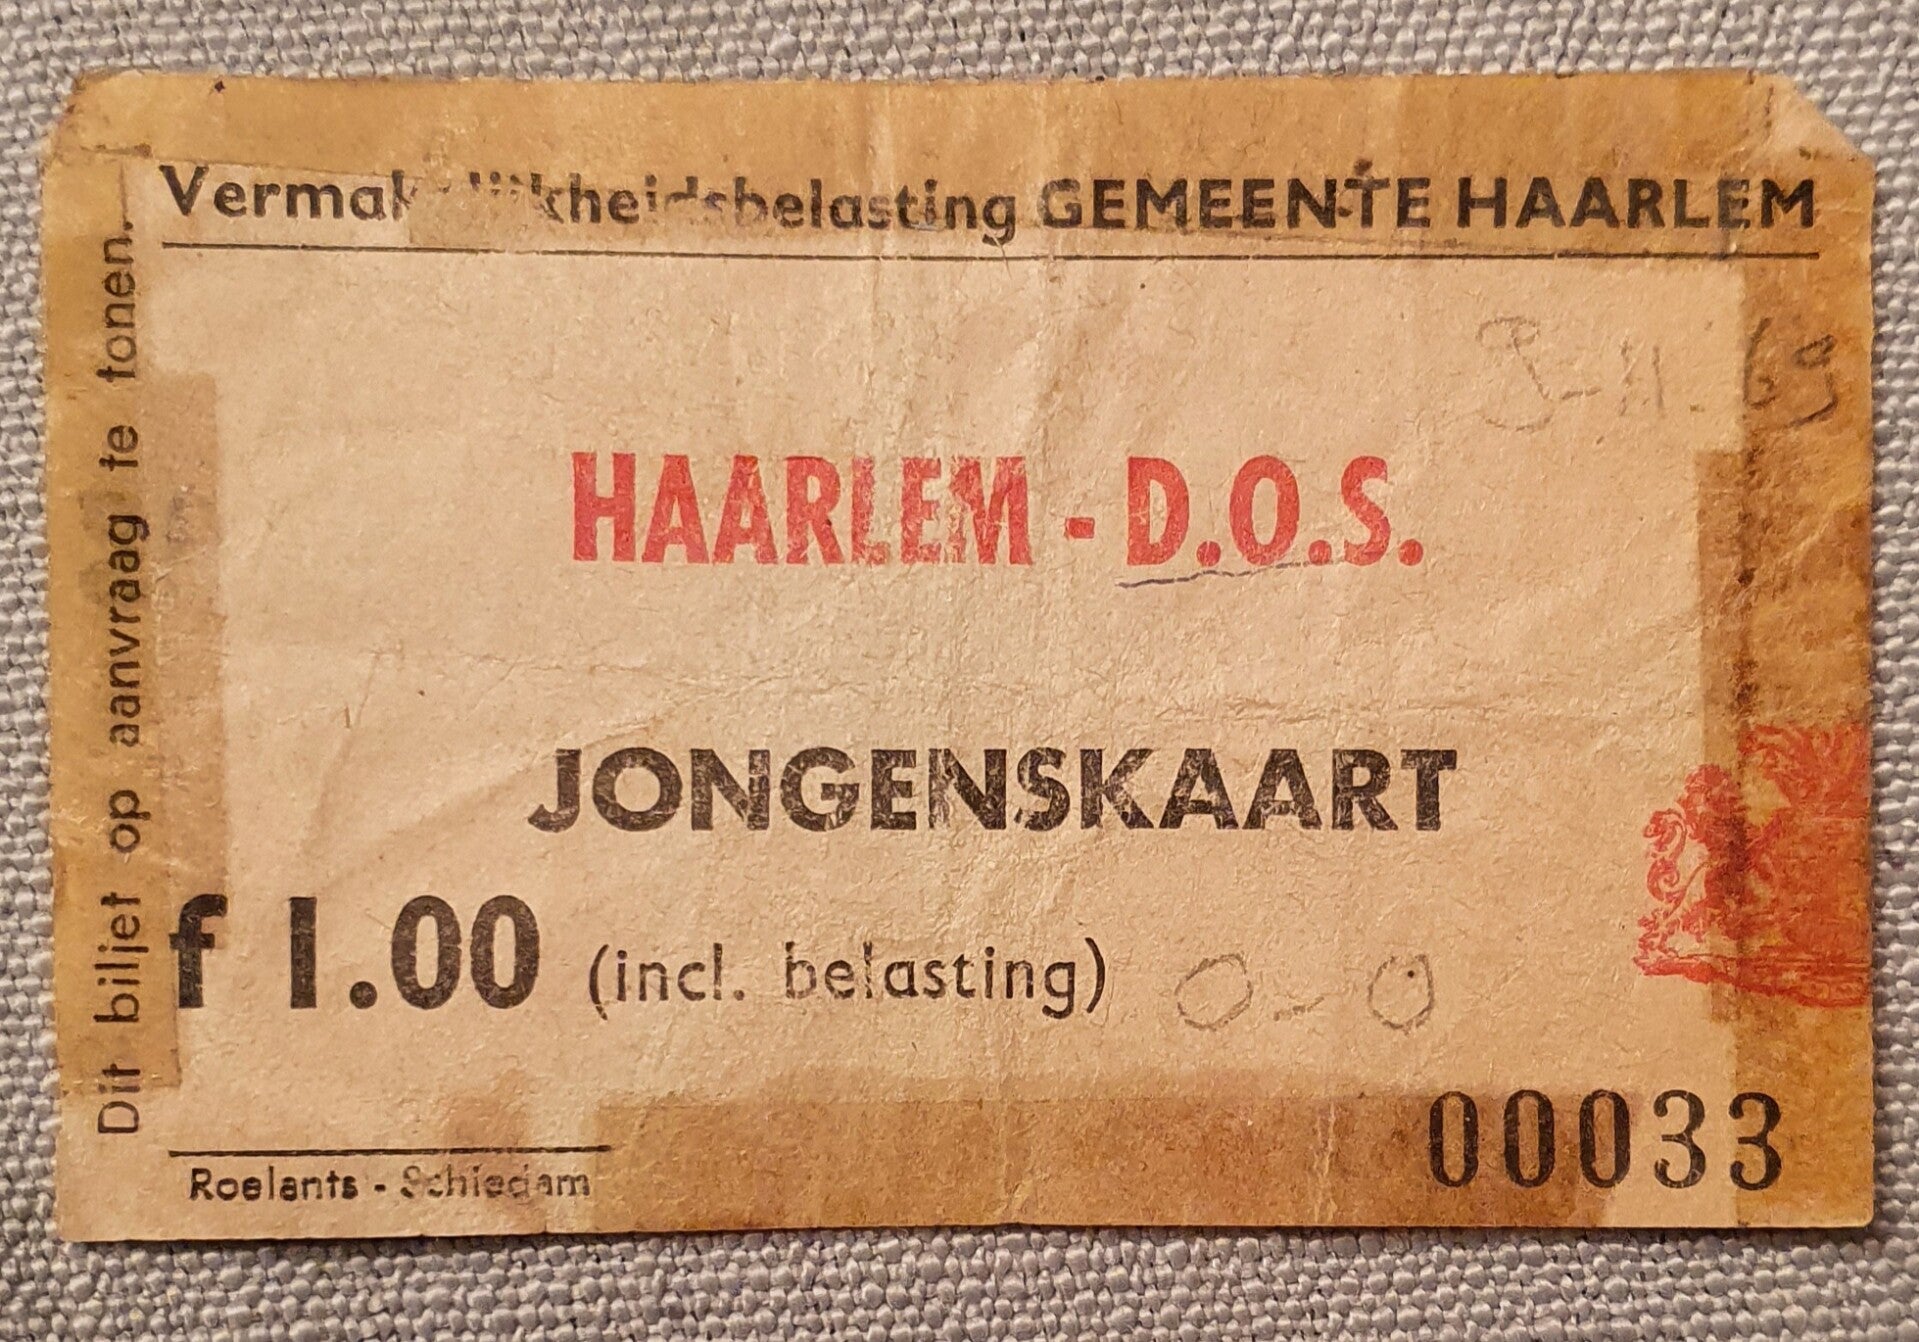 Vermakelijkheidsbelasting GEMEENTE HAARLEM
Dit biljet op aanvraag te tonen.
9-11-69
HAARLEM - D.O.S.
JONGENSKAART
f 1.00 (incl. belasting) 0-0
00033
Roelants - Schiedam